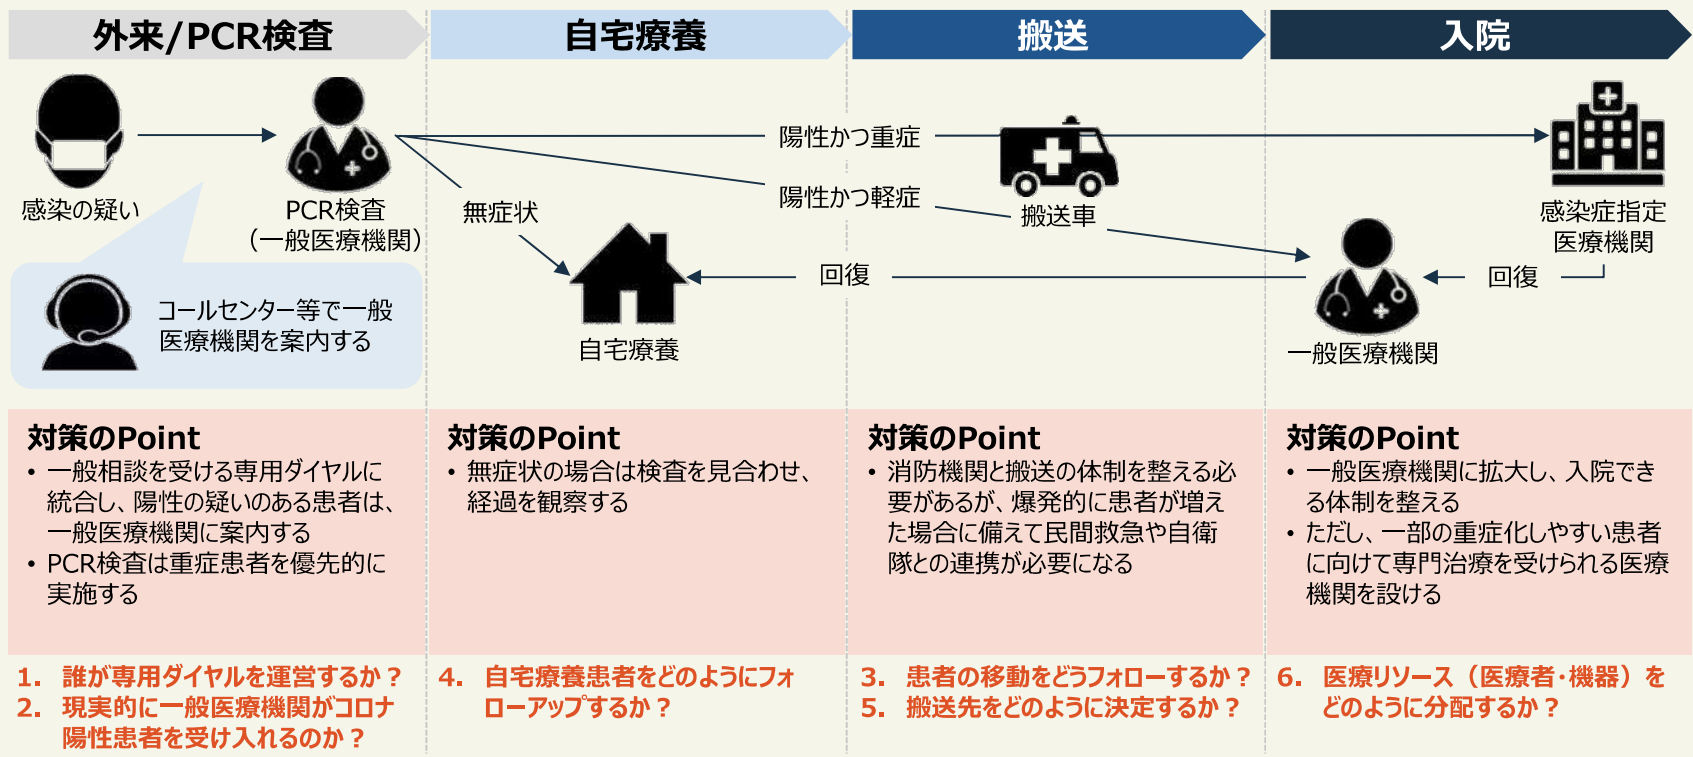 外来/PCR検査
自宅療養
搬送
入院
感染の疑い
PCR検査
（一般医療機関）
コールセンター等で一般
医療機関を案内する
無症状
陽性かつ重症
陽性かつ軽症
搬送車
回復
自宅療養
感染症指定
医療機関
回復
一般医療機関
対策のPoint
• 一般相談を受ける専用ダイヤルに
統合し、陽性の疑いのある患者は、
一般医療機関に案内する
• PCR検査は重症患者を優先的に
実施する
対策のPoint
• 無症状の場合は検査を見合わせ、
経過を観察する
対策のPoint
• 消防機関と搬送の体制を整える必
要があるが、爆発的に患者が増え
た場合に備えて民間救急や自衛
隊との連携が必要になる
対策のPoint
• 一般医療機関に拡大し、入院でき
る体制を整える
• ただし、一部の重症化しやすい患者
に向けて専門治療を受けられる医療
機関を設ける
1. 誰が専用ダイヤルを運営するか？
2. 現実的に一般医療機関がコロナ
陽性患者を受け入れるのか？
4. 自宅療養患者をどのようにフォ
ローアップするか？
3. 患者の移動をどうフォローするか？
5. 搬送先をどのように決定するか？
6. 医療リソース（医療者・機器）を
どのように分配するか？